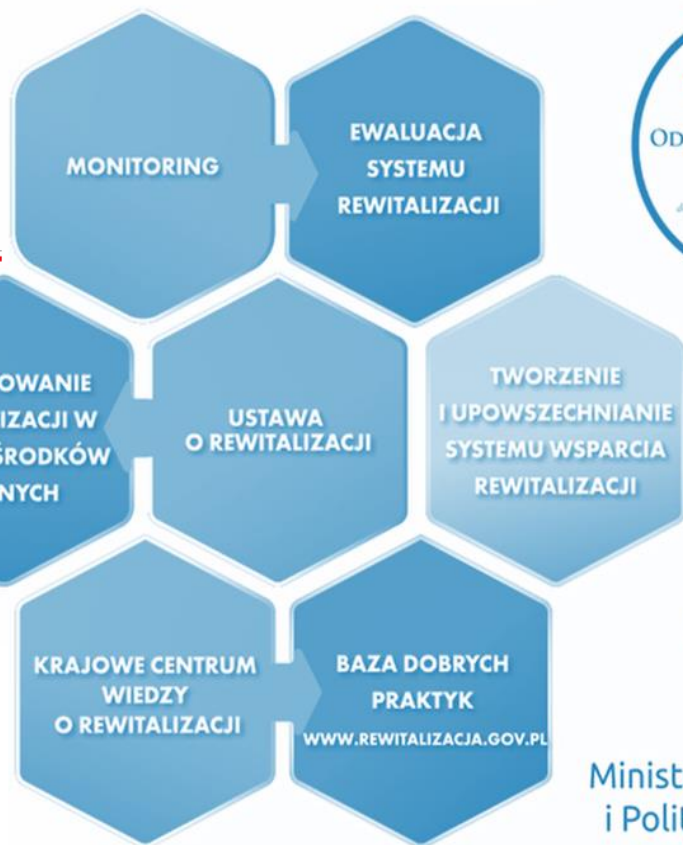 MONITORING
EWALUACJA
SYSTEMU
REWITALIZACJI
OD
OWANIE
IZACJI W
ŚRODKÓW
NYCH
USTAWA
O REWITALIZACJI
TWORZENIE
I UPOWSZECHNIANIE
SYSTEMU WSPARCIA
REWITALIZACJI
KRAJOWE CENTRUM
WIEDZY
O REWITALIZACJI
BAZA DOBRYCH
PRAKTYK
WWW.REWITALIZACJA.GOV.PL
Minist
i Polit